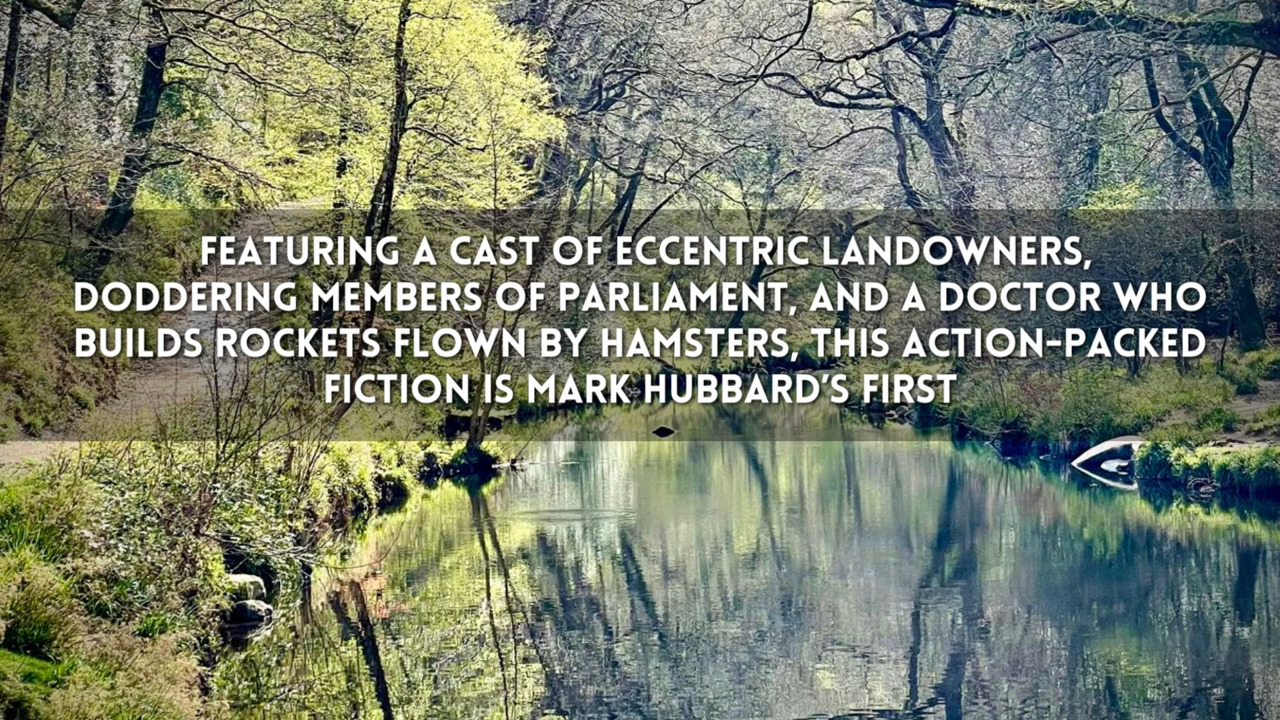 FEATURING A CAST OF ECCENTRIC LANDOWNERS,
DODDERING MEMBERS OF PARLIAMENT, AND A DOCTOR WHO
BUILDS ROCKETS FLOWN BY HAMSTERS, THIS ACTION-PACKED
FICTION IS MARK HUBBARD'S FIRST